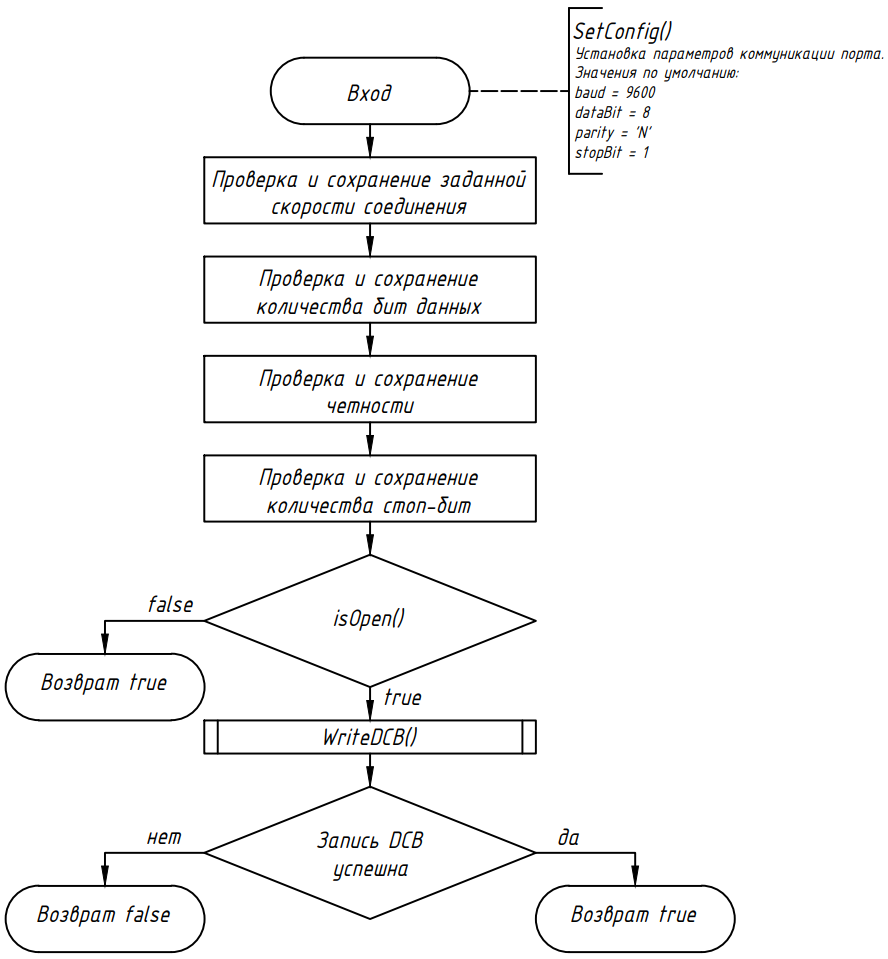 SetConfig()
Установка параметров коммуникации порта.
Значения по умолчанию:
baud = 9600
dataBit = 8
parity = 'N'
stopBit = 1
Вход
Проверка и сохранение заданной
скорости соединения
Проверка и сохранение
количества бит данных
Проверка и сохранение
четности
Проверка и сохранение
количества стоп-бит
false
isOpen()
Возврат true
true
WriteDCB()
нет
Запись DCB
успешна
да
Возврат false
Возврат true